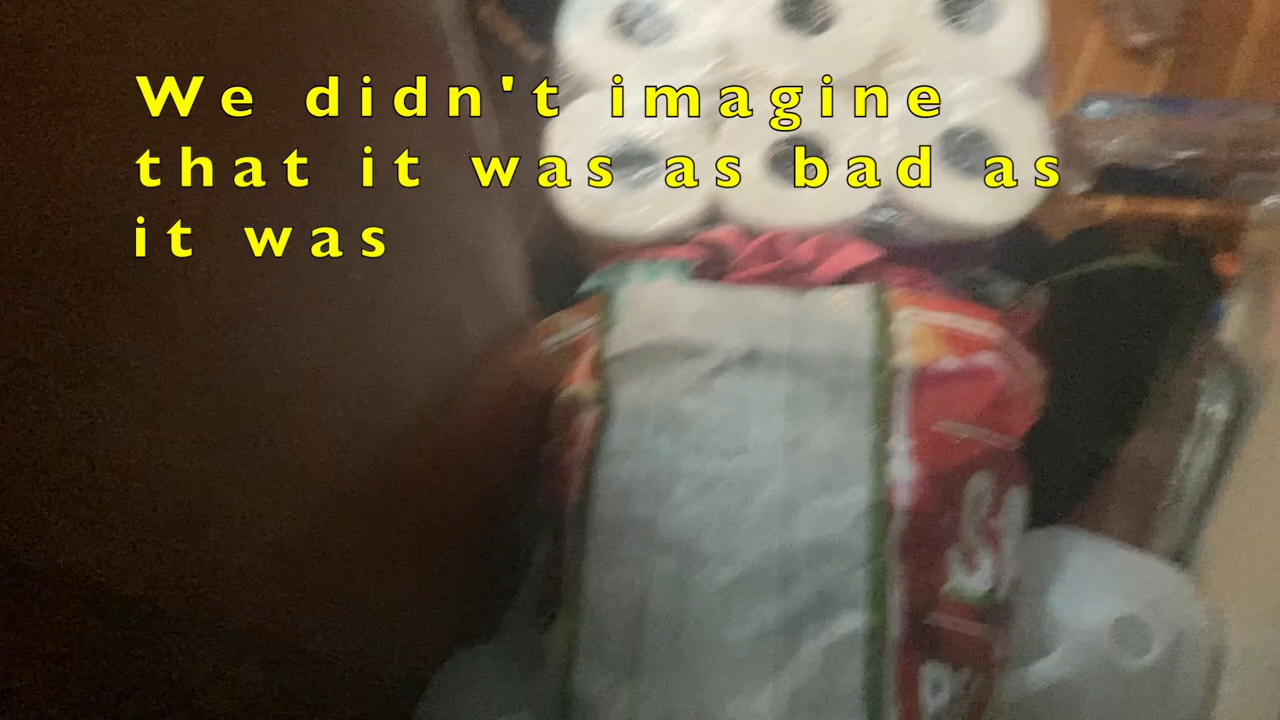 We didn't imagine
that it was as bad as
it was